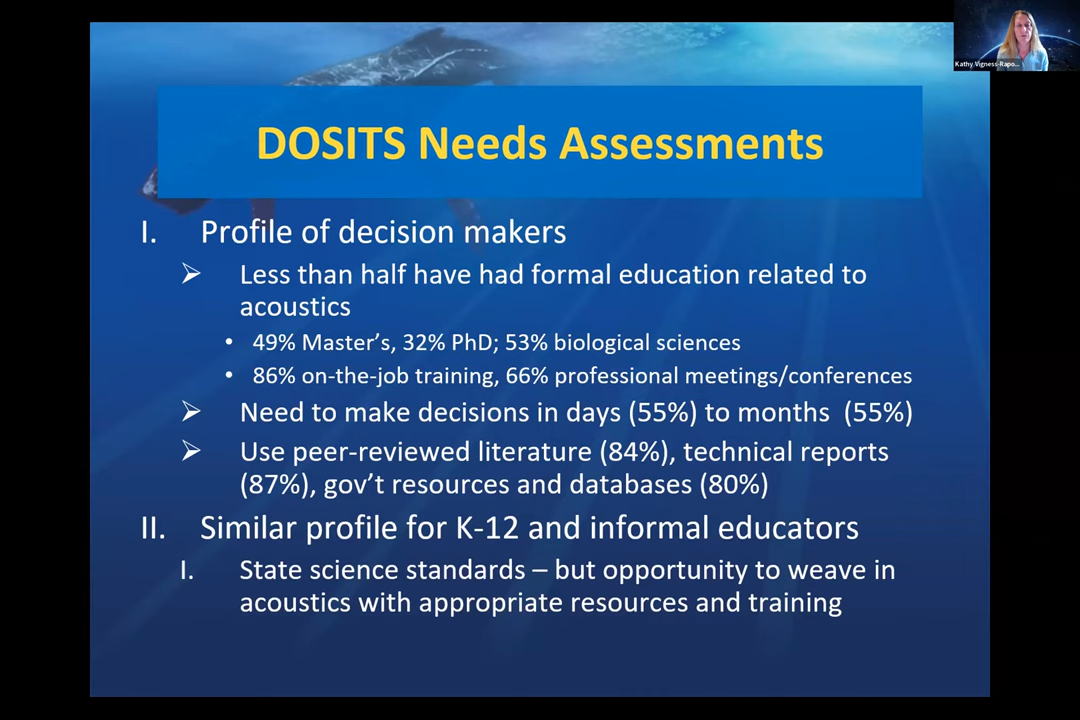 Kathy Vigness-Rapo...
DOSITS Needs Assessments
I. Profile of decision makers
➢ Less than half have had formal education related to
acoustics
• 49% Master's, 32% PhD; 53% biological sciences
• 86% on-the-job training, 66% professional meetings/conferences
➢ Need to make decisions in days (55%) to months (55%)
➢ Use peer-reviewed literature (84%), technical reports
(87%), gov't resources and databases (80%)
II. Similar profile for K-12 and informal educators
I. State science standards – but opportunity to weave in
acoustics with appropriate resources and training